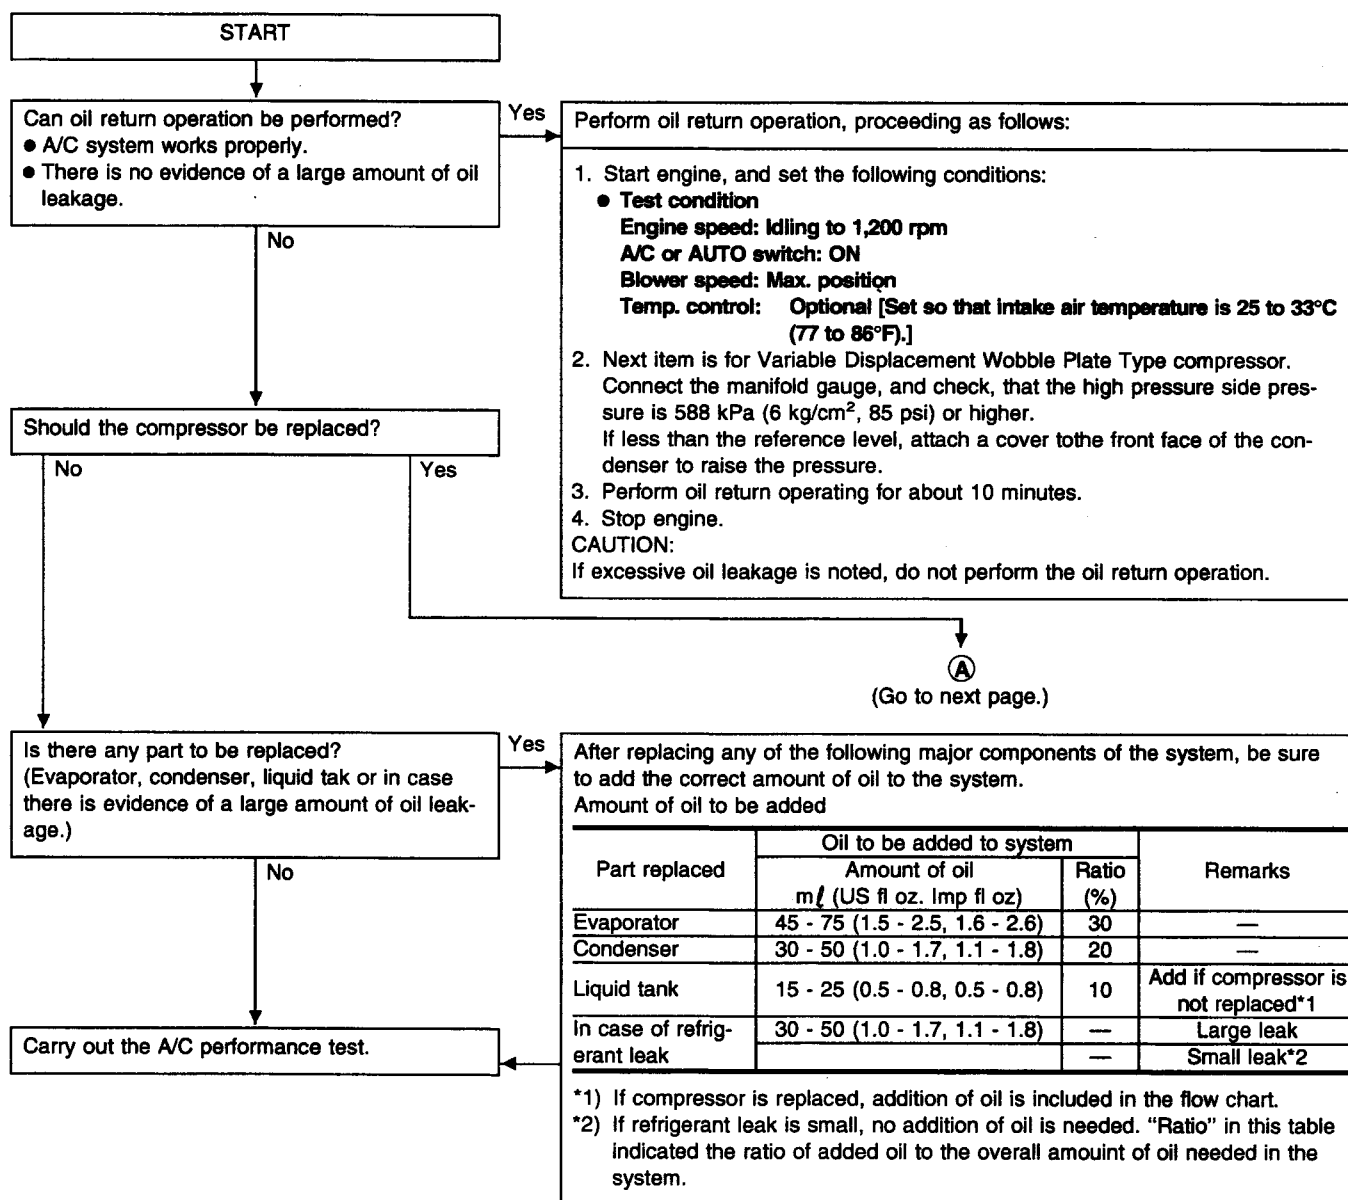 START
Can oil return operation be performed?
● A/C system works properly.
● There is no evidence of a large amount of oil
leakage.
Yes
No
Perform oil return operation, proceeding as follows:
1. Start engine, and set the following conditions:
● Test condition
Engine speed: Idling to 1,200 rpm
A/C or AUTO switch: ON
Blower speed: Max. position
Temp. control: Optional [Set so that intake air temperature is 25 to 33°C
(77 to 86°F).]
2. Next item is for Variable Displacement Wobble Plate Type compressor.
Connect the manifold gauge, and check, that the high pressure side pres-
sure is 588 kPa (6 kg/cm², 85 psi) or higher.
If less than the reference level, attach a cover tothe front face of the con-
denser to raise the pressure.
3. Perform oil return operating for about 10 minutes.
4. Stop engine.
CAUTION:
If excessive oil leakage is noted, do not perform the oil return operation.
Should the compressor be replaced?
No
Yes
A
(Go to next page.)
Is there any part to be replaced?
(Evaporator, condenser, liquid tak or in case
there is evidence of a large amount of oil leak-
age.)
Yes
No
After replacing any of the following major components of the system, be sure
to add the correct amount of oil to the system.
Amount of oil to be added
Part replaced
Oil to be added to system
Amount of oil
mℓ (US fl oz. Imp fl oz)
Ratio
(%)
Remarks
Evaporator 45 - 75 (1.5 - 2.5, 1.6 - 2.6) 30 —
Condenser 30 - 50 (1.0 - 1.7, 1.1 - 1.8) 20 —
Liquid tank 15 - 25 (0.5 - 0.8, 0.5 - 0.8) 10 Add if compressor is
not replaced*1
In case of refrig-
erant leak
30 - 50 (1.0 - 1.7, 1.1 - 1.8) — Large leak
— Small leak*2
*1) If compressor is replaced, addition of oil is included in the flow chart.
*2) If refrigerant leak is small, no addition of oil is needed. “Ratio” in this table
indicated the ratio of added oil to the overall amouint of oil needed in the
system.
Carry out the A/C performance test.